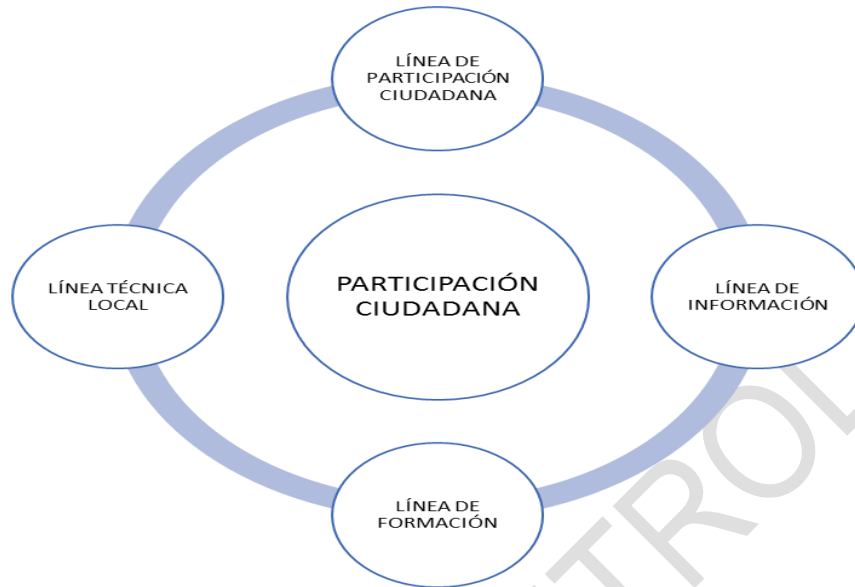 LÍNEA DE
PARTICIPACIÓN
CIUDADANA
LÍNEA TÉCNICA
LOCAL
PARTICIPACIÓN
CIUDADANA
LÍNEA DE
INFORMACIÓN
LÍNEA DE
FORMACIÓN